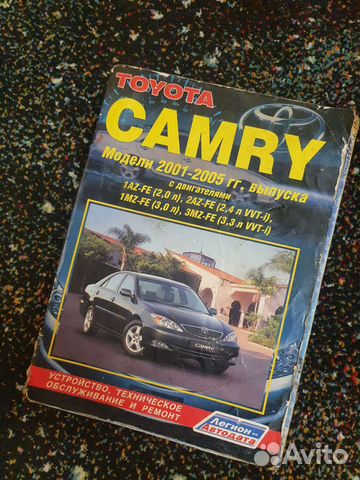 TOYOTA
CAMRY
Модели 2001-2005 гг. выпуска
с двигателями
1AZ-FE (2.0 л), 2AZ-FE (2,4 л VVT-i),
1MZ-FE (3,0 л), 3MZ-FE (3,3 л VVT-i)
CAMRY
УСТРОЙСТВО, ТЕХНИЧЕСКОЕ
ОБСЛУЖИВАНИЕ И РЕМОНТ
Легион-
Автодата
Avito